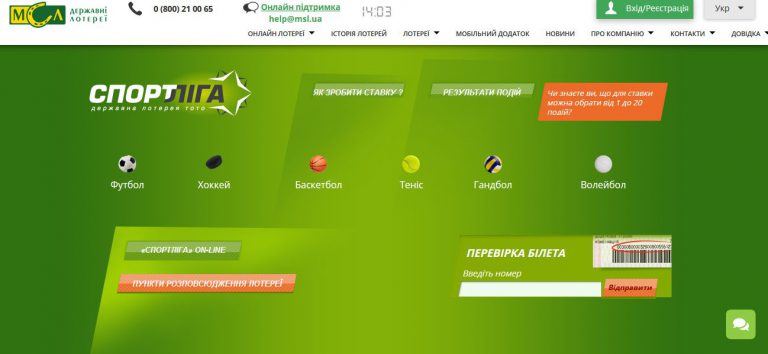 МСЛ ДЕРЖАВНІ ЛОТЕРЕЇ
0 (800) 21 00 65
Онлайн підтримка
help@msl.ua
14:03
Вхід/Реєстрація
Укр
ОНЛАЙН ЛОТЕРЕЇ ІСТОРІЯ ЛОТЕРЕЙ ЛОТЕРЕЇ МОБІЛЬНИЙ ДОДАТОК НОВИНИ ПРО КОМПАНІЮ КОНТАКТИ ДОВІДКА
СПОРТЛІГА
державна лотерея тото
ЯК ЗРОБИТИ СТАВКУ ?
РЕЗУЛЬТАТИ ПОДІЙ
Чи знаєте ви, що для ставки
можна обрати від 1 до 20
подій?
Футбол Хоккей Баскетбол Теніс Гандбол Волейбол
«СПОРТЛІГА» ON-LINE
ПУНКТИ РОЗПОВСЮДЖЕННЯ ЛОТЕРЕЇ
ПЕРЕВІРКА БІЛЕТА
Введіть номер
Відправити